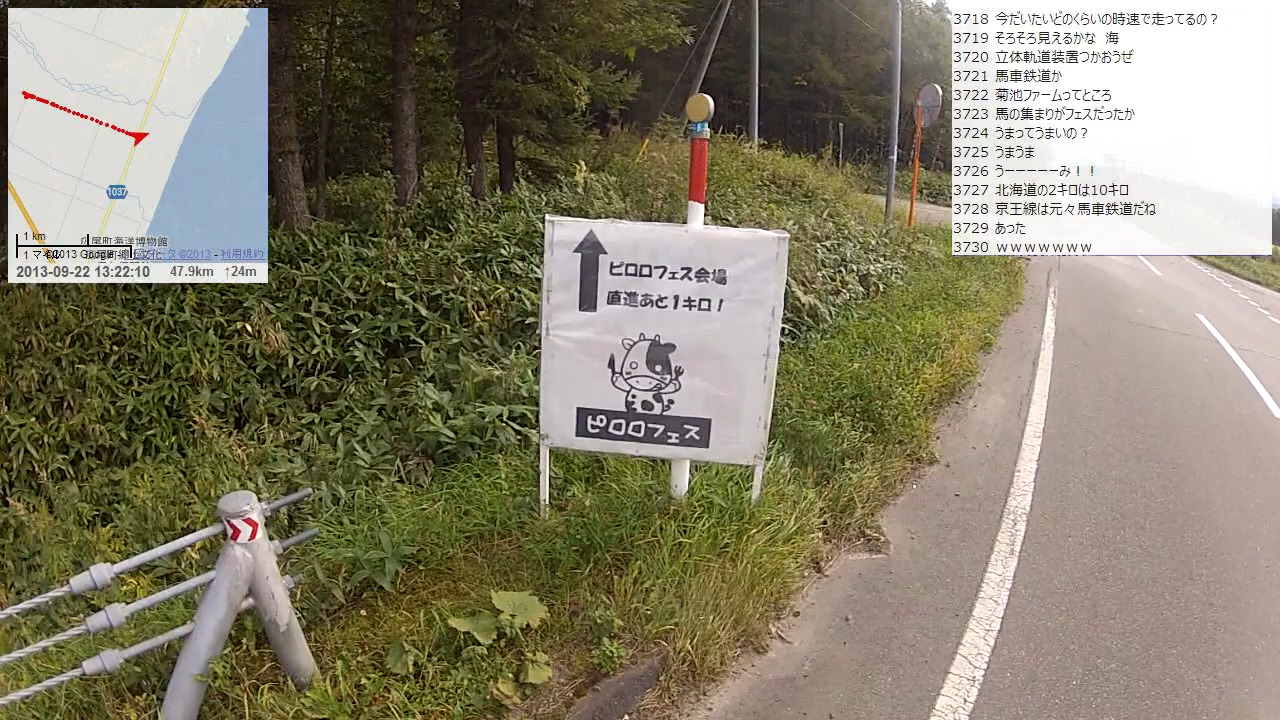 1037
1 km
広尾町海洋博物館
2013-09-22 13:22:10 47.9km ↑24m
3718 今だいたいどのくらいの時速で走ってるの？
3719 そろそろ見えるかな 海
3720 立体軌道装置つかおうぜ
3721 馬車鉄道か
3722 菊池ファームってところ
3723 馬の集まりがフェスだったか
3724 うまってうまいの？
3725 うまうま
3726 うーーーーーみ！！
3727 北海道の2キロは10キロ
3728 京王線は元々馬車鉄道だね
3729 あった
3730 ｗｗｗｗｗｗｗ
ピロロフェス会場
直進あと1キロ！
ピロロフェス